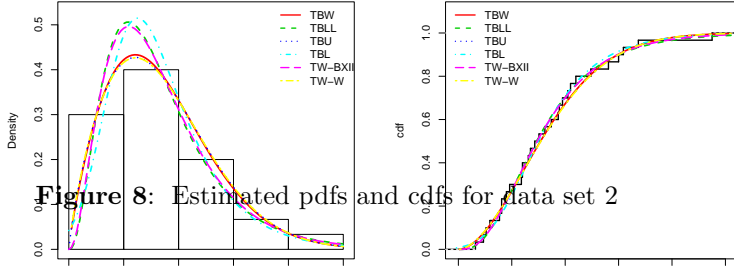 TBW
TBLL
TBU
TBL
TW−BXII
TW−W
Density
0.0
0.1
0.2
0.3
0.4
0.5
TBW
TBLL
TBU
TBL
TW−BXII
TW−W
cdf
0.0
0.2
0.4
0.6
0.8
1.0
Figure 8: Estimated pdfs and cdfs for data set 2